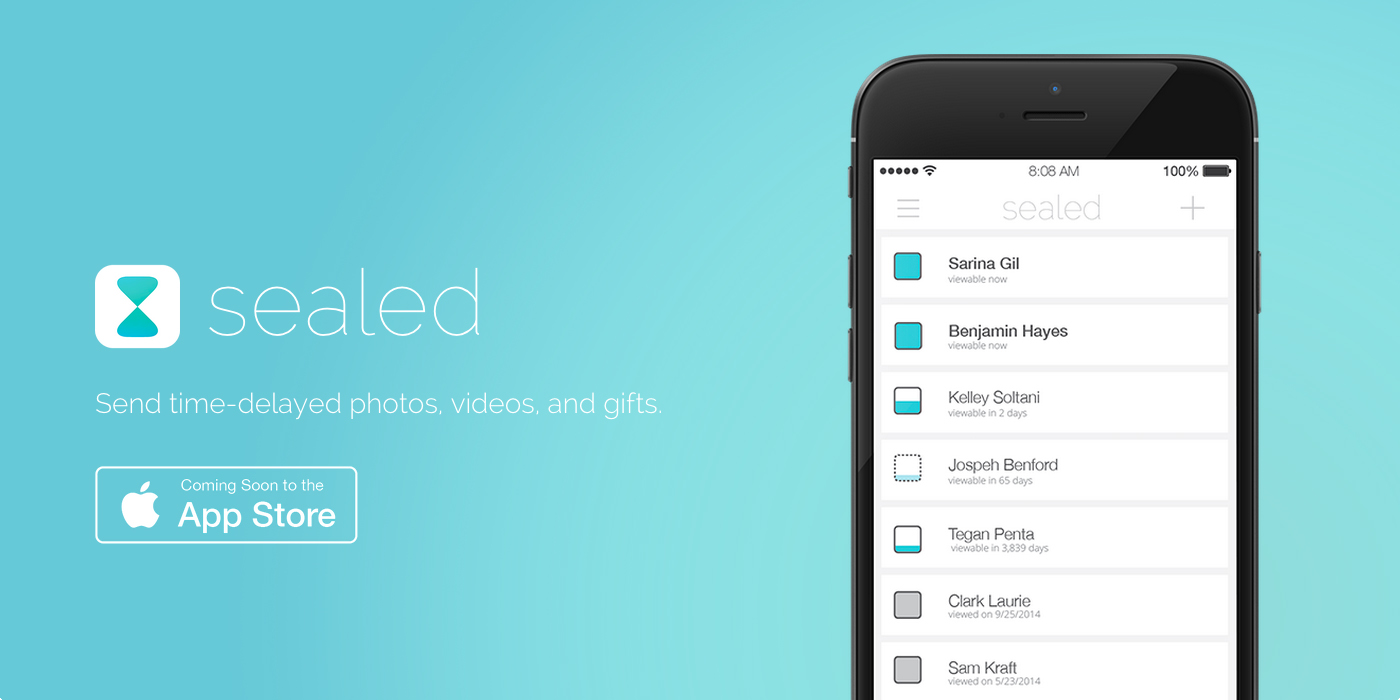 sealed
Send time-delayed photos, videos, and gifts.
Coming Soon to the
App Store
8:08 AM
100%
sealed
Sarina Gil
viewable now
Benjamin Hayes
viewable now
Kelley Soltani
viewable in 2 days
Jospeh Benford
viewable in 65 days
Tegan Penta
viewable in 3,839 days
Clark Laurie
viewed on 9/25/2014
Sam Kraft
viewed on 5/23/2014